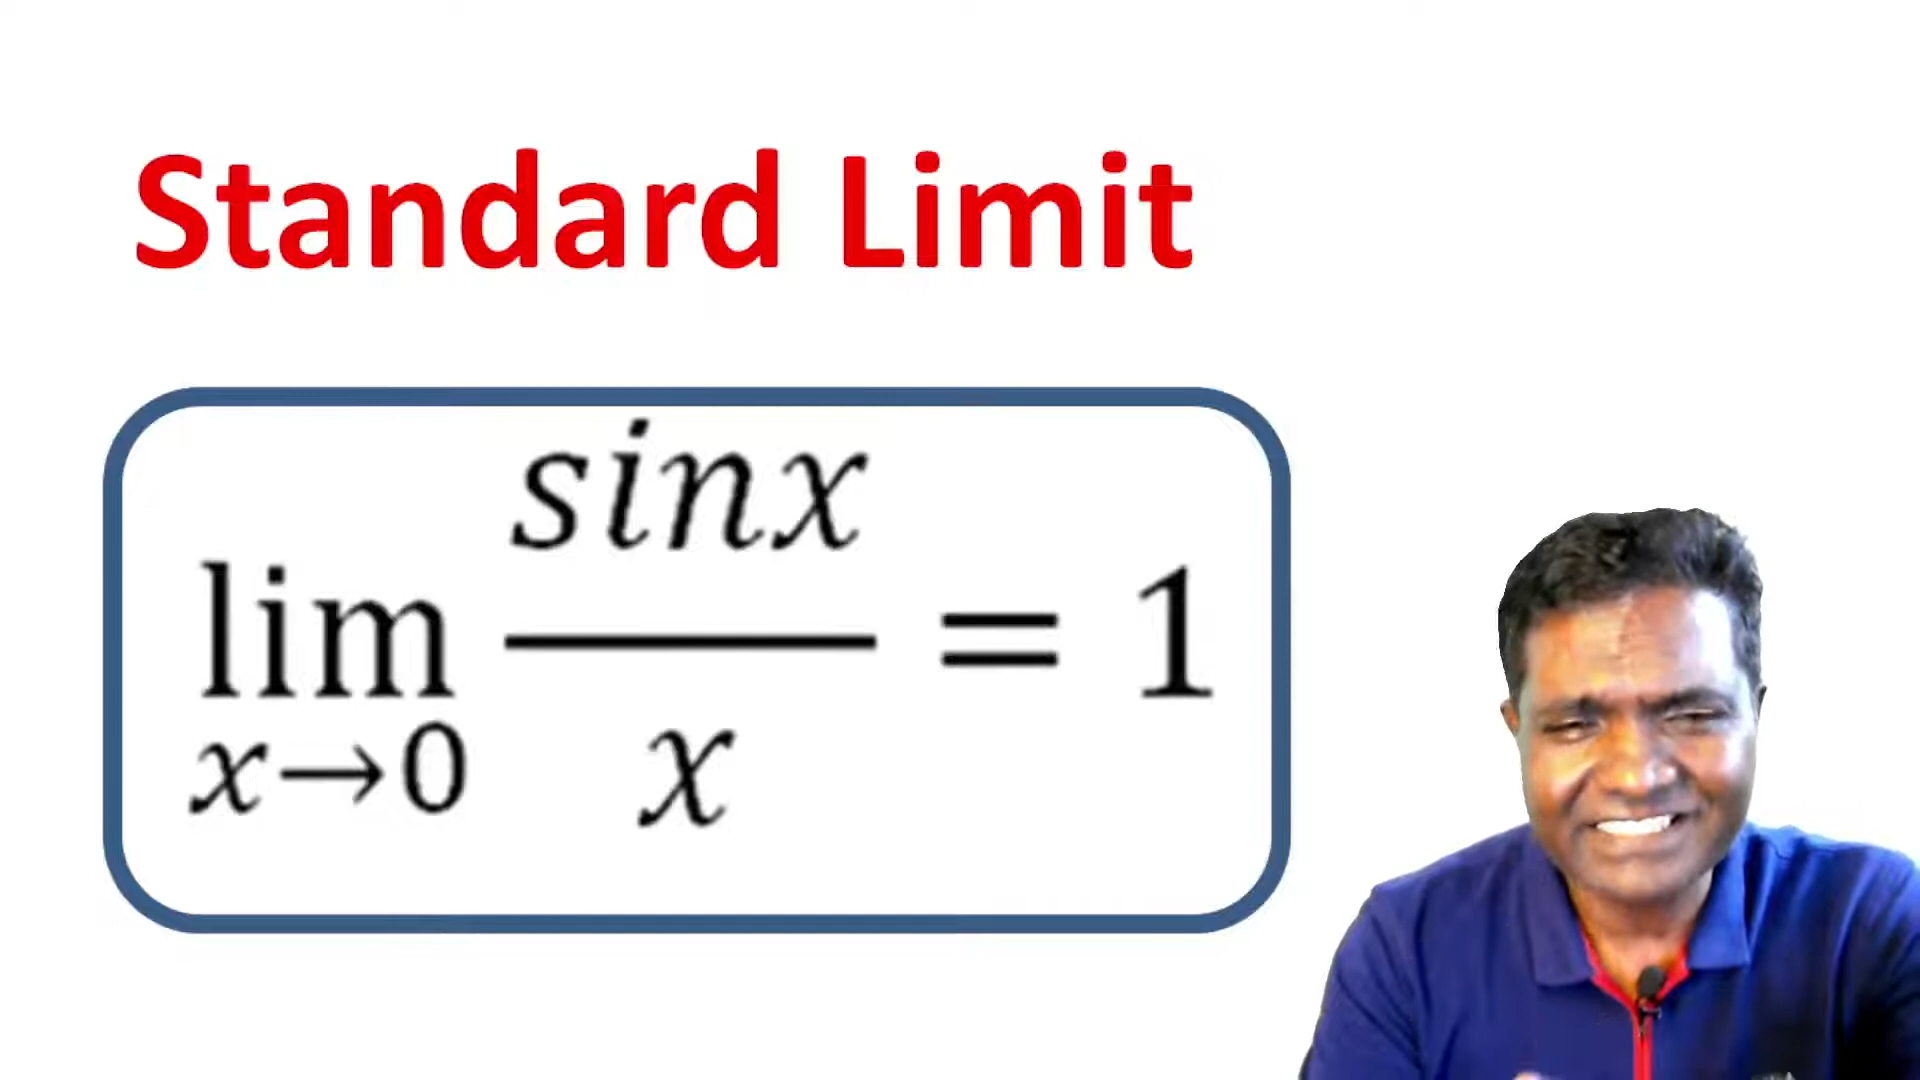 Standard Limit
lim x→0 sinx / x = 1